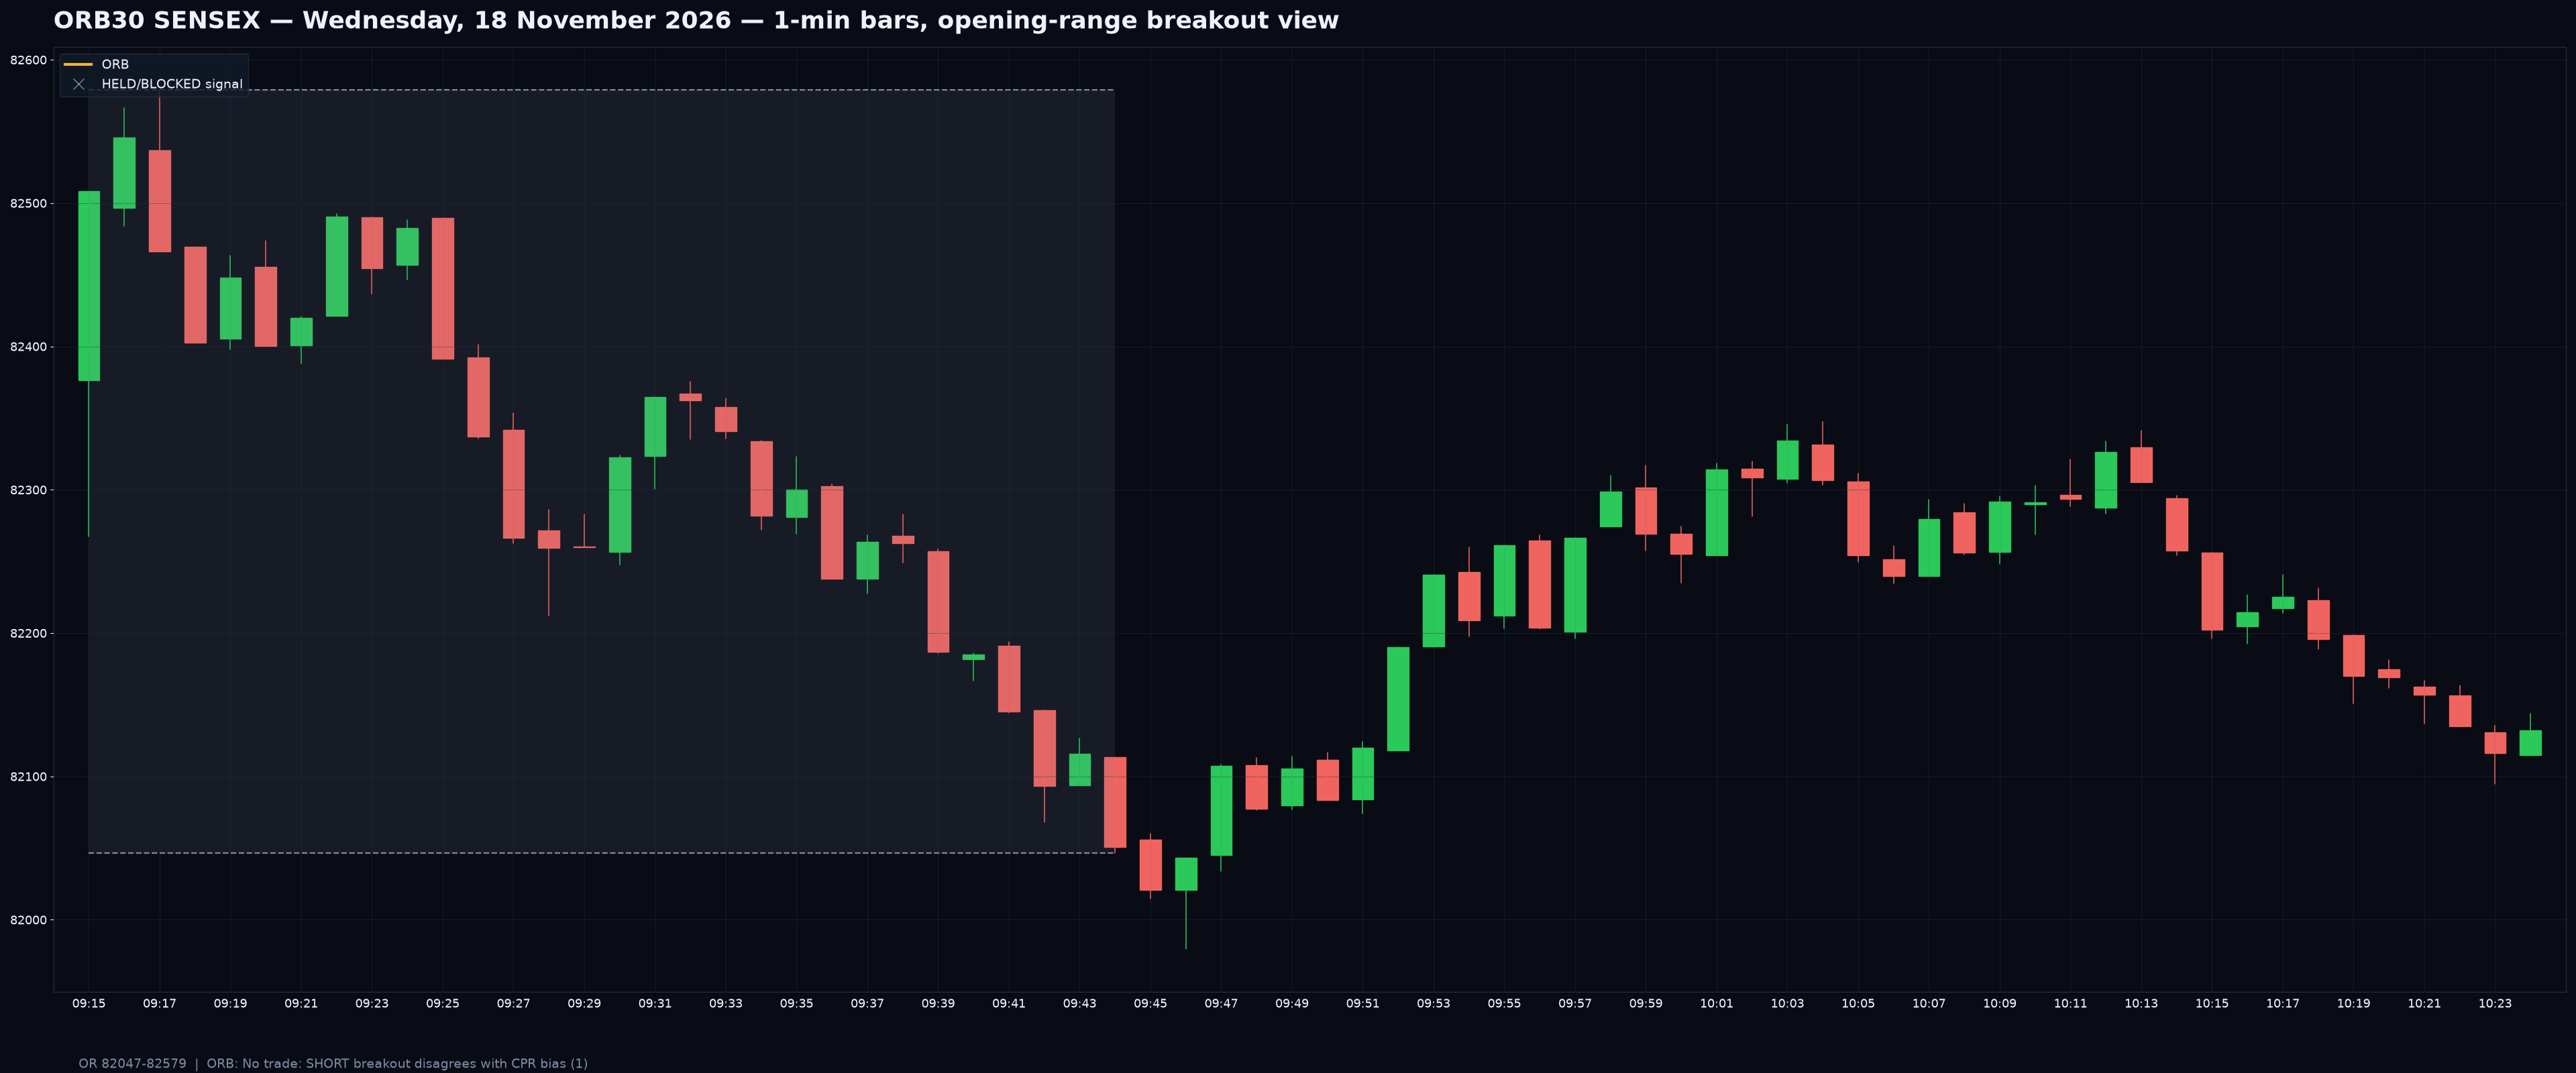 ORB30 SENSEX — Wednesday, 18 November 2026 — 1-min bars, opening-range breakout view
ORB
HELD/BLOCKED signal
82600
82500
82400
82300
82200
82100
82000
09:15 09:17 09:19 09:21 09:23 09:25 09:27 09:29 09:31 09:33 09:35 09:37 09:39 09:41 09:43 09:45 09:47 09:49 09:51 09:53 09:55 09:57 09:59 10:01 10:03 10:05 10:07 10:09 10:11 10:13 10:15 10:17 10:19 10:21 10:23
OR 82047-82579 | ORB: No trade: SHORT breakout disagrees with CPR bias (1)